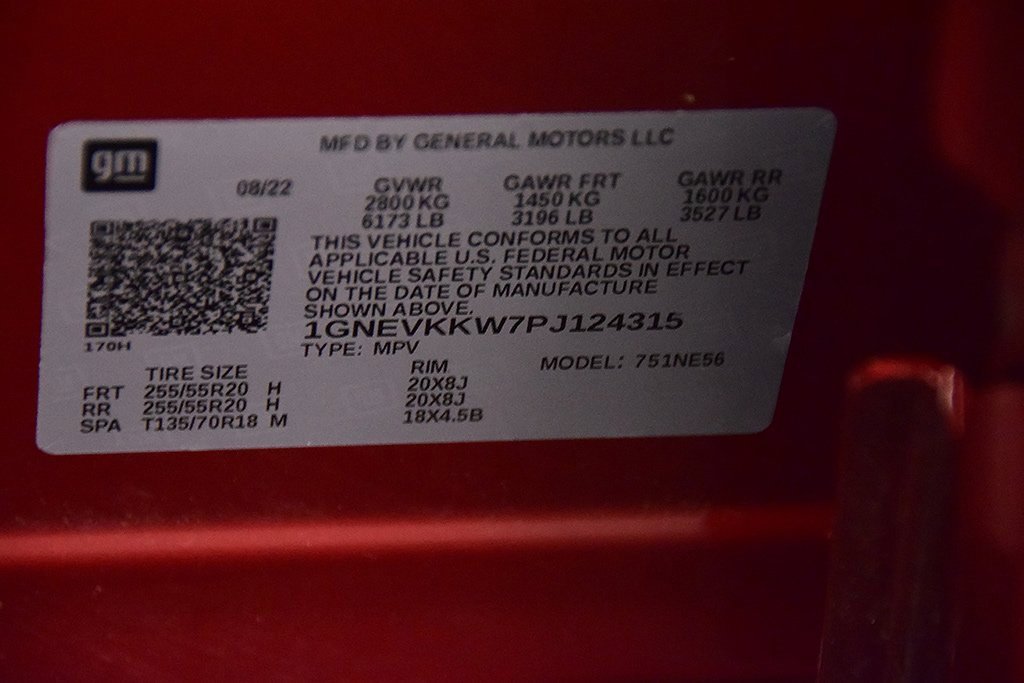 MFD BY GENERAL MOTORS LLC
gm
08/22 GVWR GAWR FRT GAWR RR
2800 KG 1450 KG 1600 KG
6173 LB 3196 LB 3527 LB
THIS VEHICLE CONFORMS TO ALL
APPLICABLE U.S. FEDERAL MOTOR
VEHICLE SAFETY STANDARDS IN EFFECT
ON THE DATE OF MANUFACTURE
SHOWN ABOVE.
1GNEVKKW7PJ124315
170H
TYPE: MPV
TIRE SIZE RIM MODEL: 751NE56
FRT 255/55R20 H 20X8J
RR 255/55R20 H 20X8J
SPA T135/70R18 M 18X4.5B